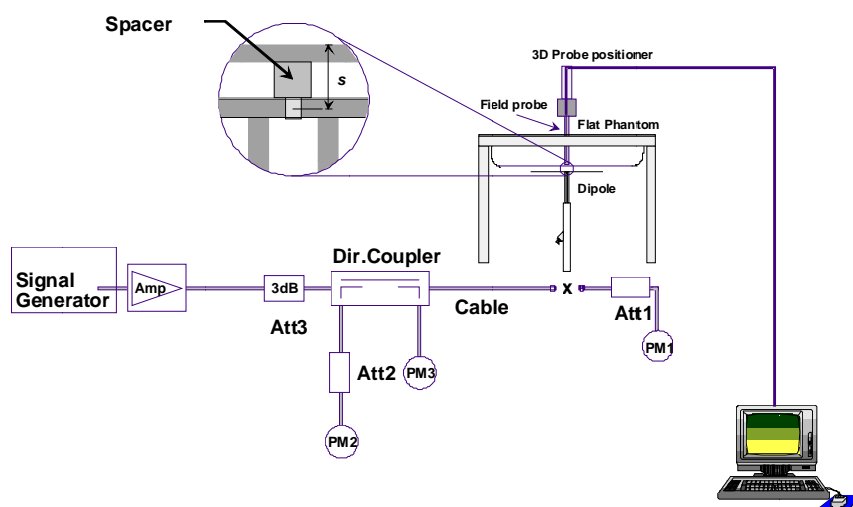 Spacer
s
3D Probe positioner
Field probe
Flat Phantom
Dipole
Dir.Coupler
Signal
Generator
Amp
3dB
Att3
Cable
x
Att1
PM1
Att2
PM3
PM2